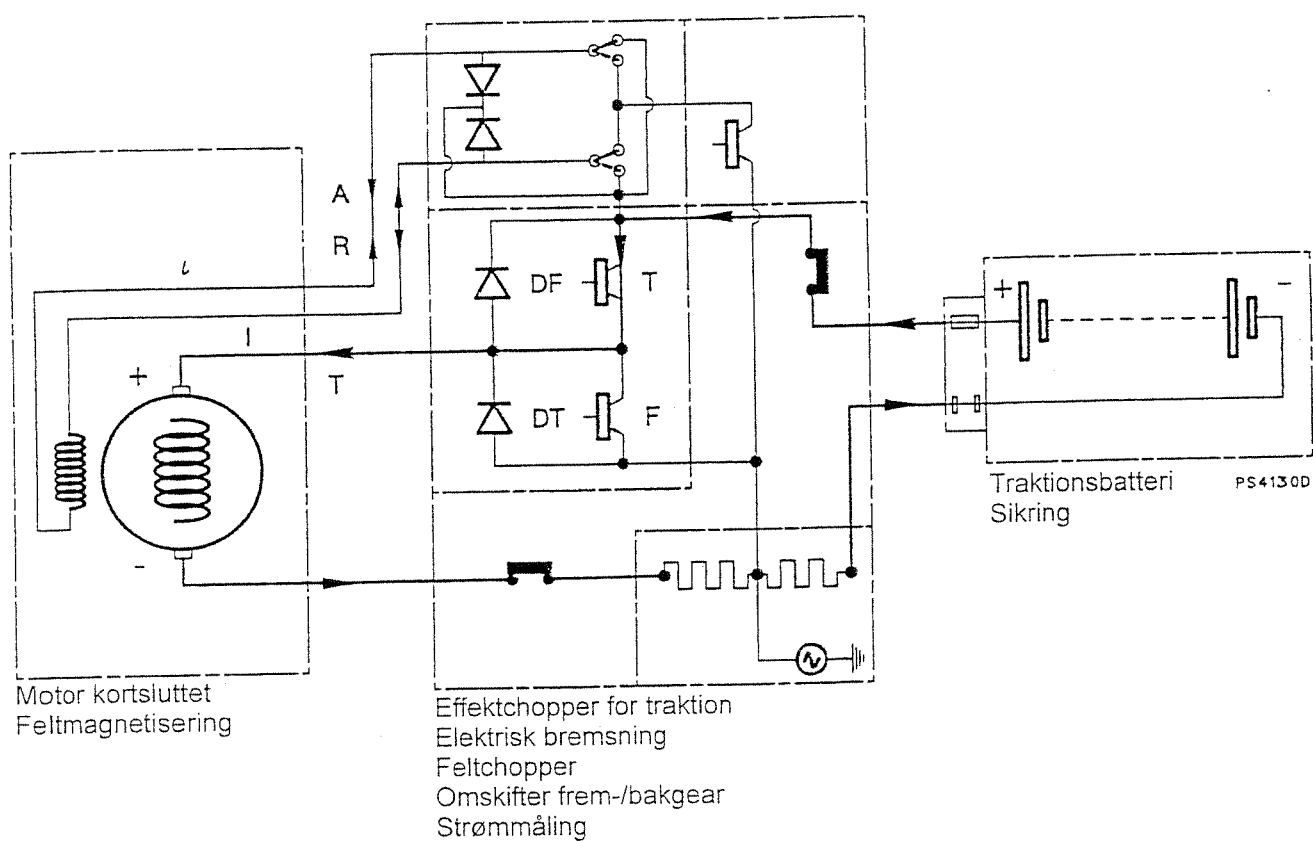 A
R
ι
I
T
+
-
DF
T
DT
F
+
-
Traktionsbatteri
Sikring
PS4130D
Motor kortsluttet
Feltmagnetisering
Effektchopper for traktion
Elektrisk bremsning
Feltchopper
Omskifter frem-/bakgear
Strømmåling